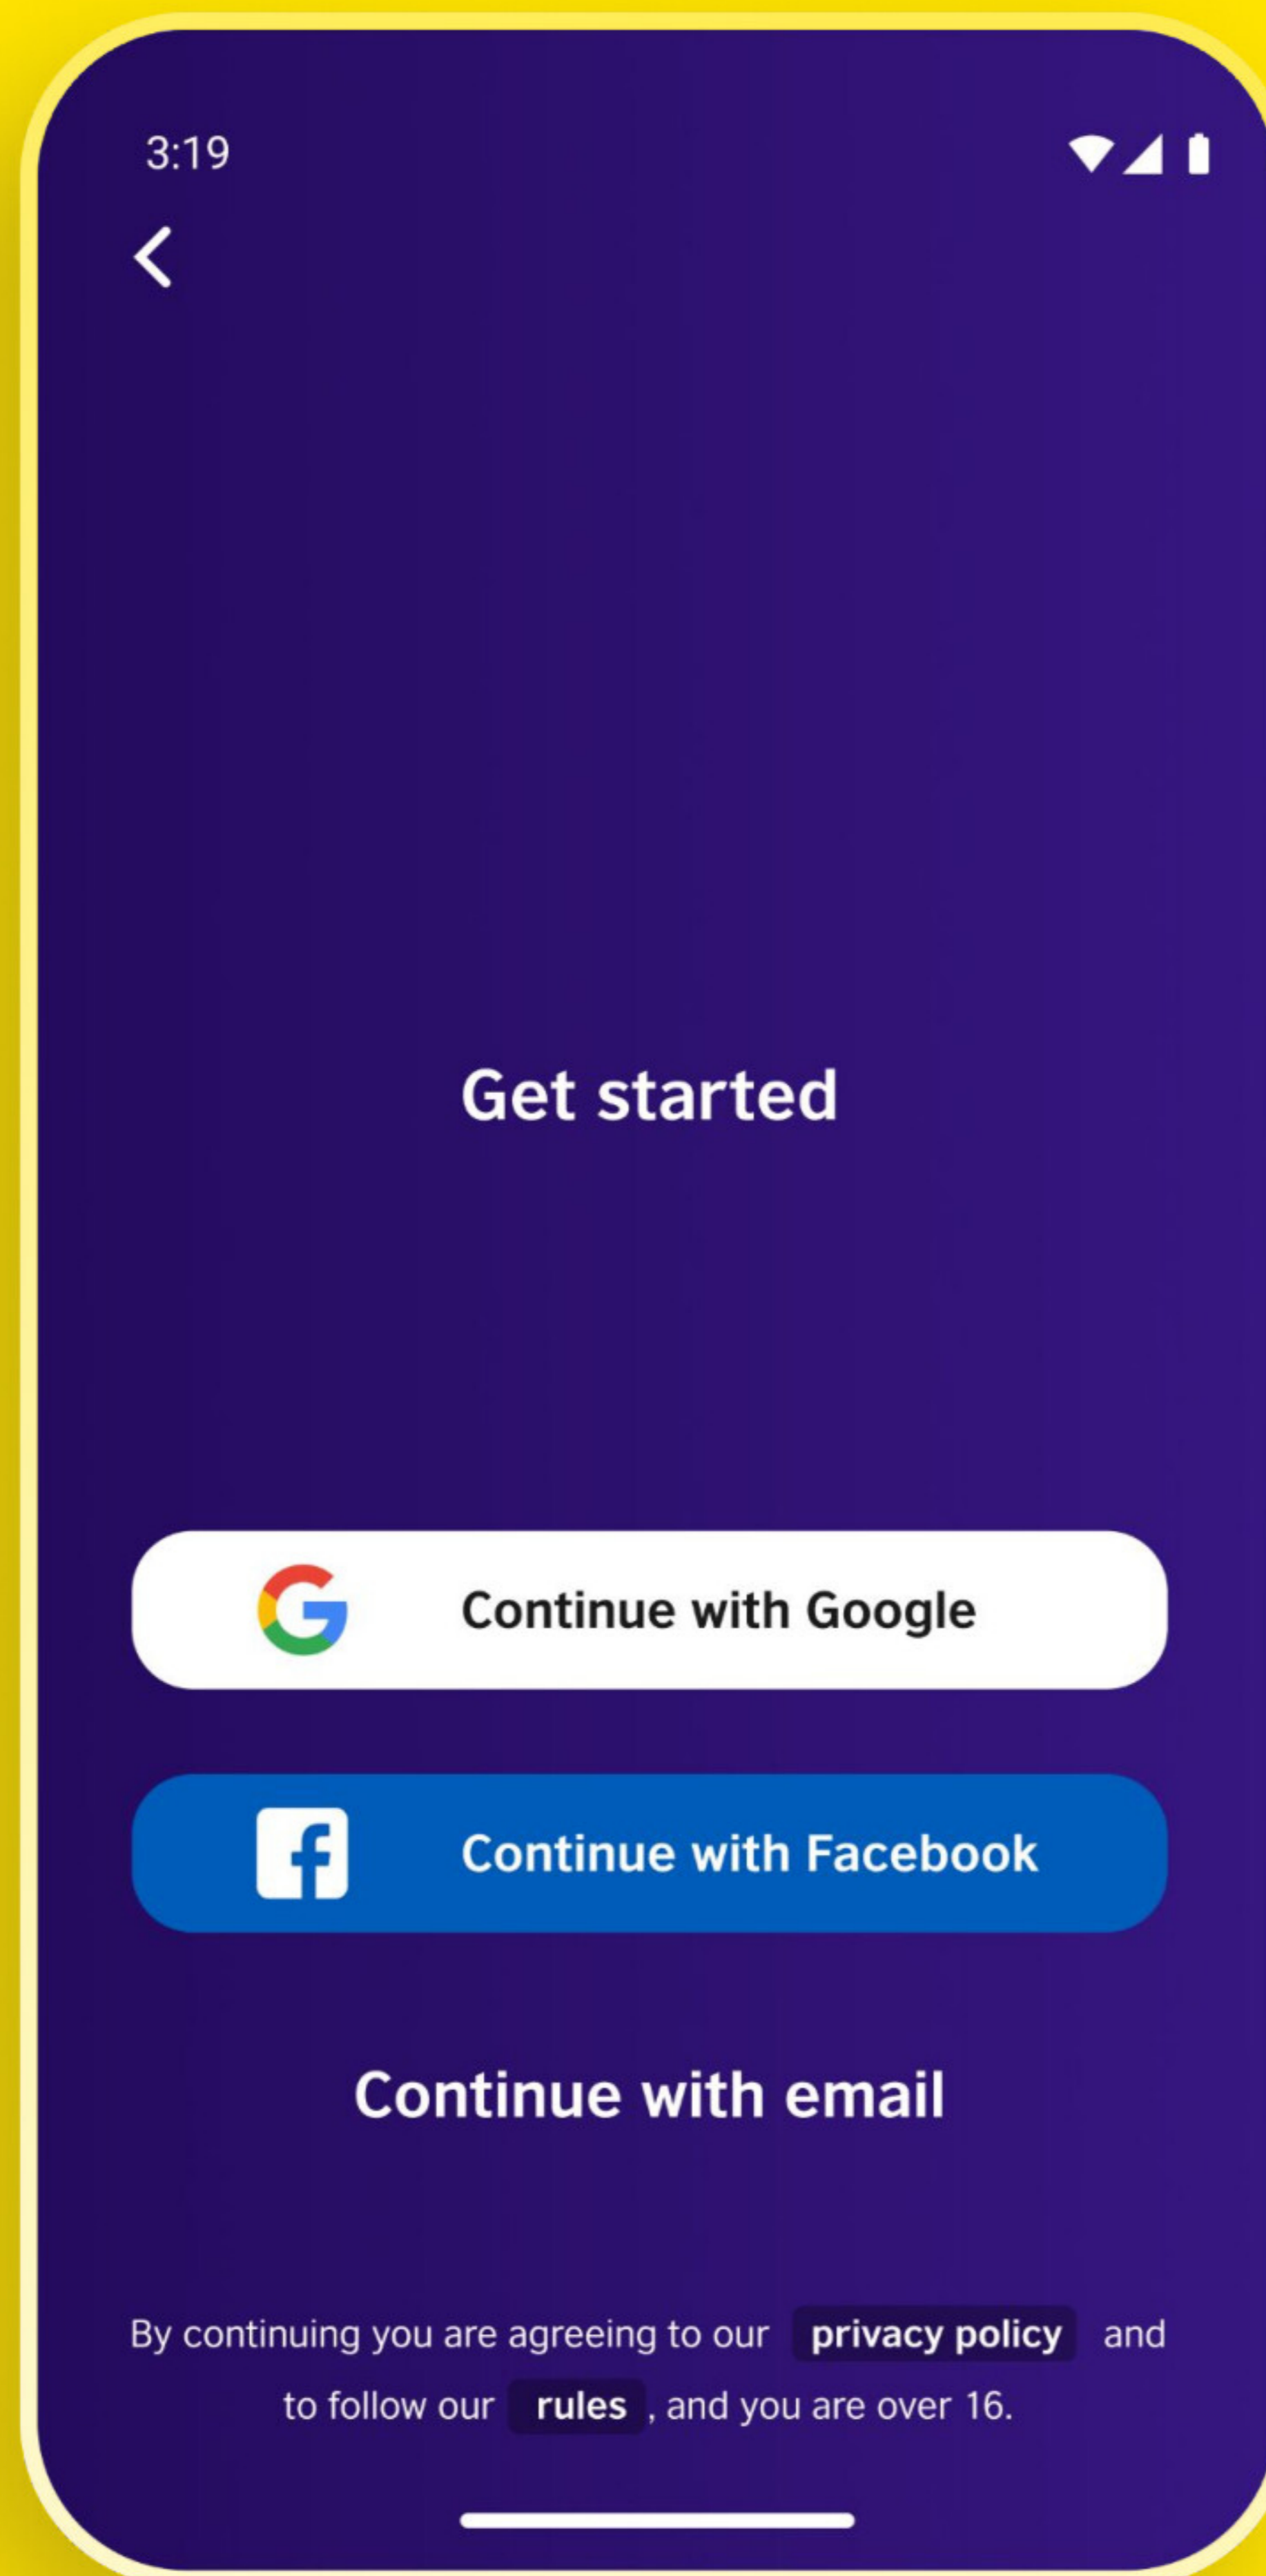 3:19
Get started
Continue with Google
Continue with Facebook
Continue with email
By continuing you are agreeing to our privacy policy and
to follow our rules, and you are over 16.